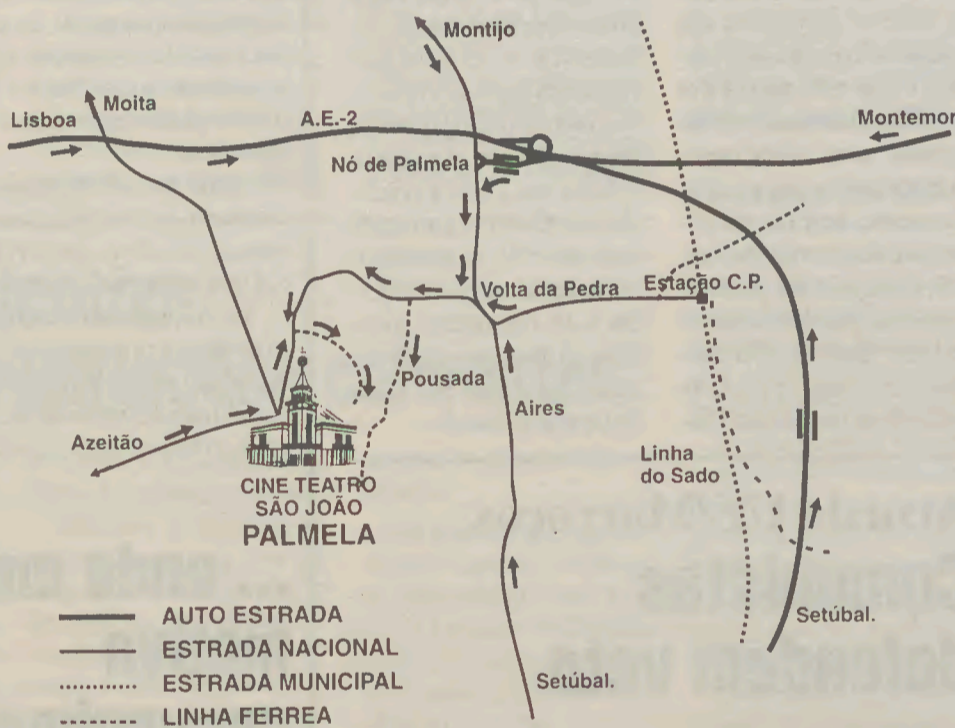 Montijo
Moita
Lisboa
A.E.-2
Montemor
Nó de Palmela
Volta da Pedra
Estação C.P.
Pousada
Aires
Azeitão
Linha
do Sado
CINE TEATRO
SÃO JOÃO
PALMELA
Setúbal.
Setúbal.
AUTO ESTRADA
ESTRADA NACIONAL
ESTRADA MUNICIPAL
LINHA FERREA